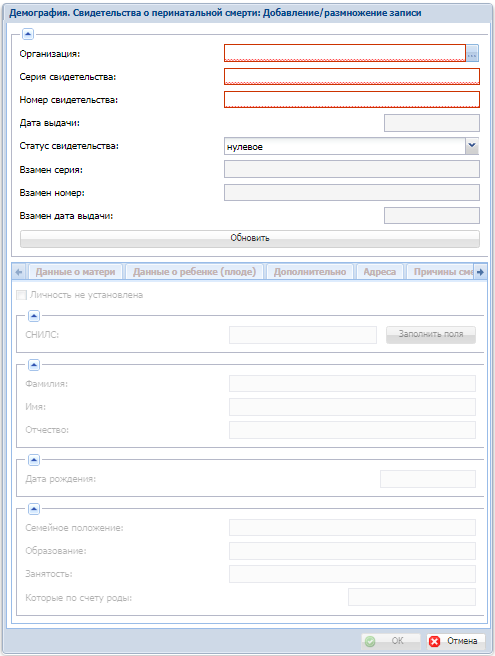 Демография. Свидетельства о перинатальной смерти: Добавление/размножение записи
Организация:
...
Серия свидетельства:
Номер свидетельства:
Дата выдачи:
Статус свидетельства: нулевое
Взамен серия:
Взамен номер:
Взамен дата выдачи:
Обновить
Данные о матери Данные о ребенке (плоде) Дополнительно Адреса Причины сме
Личность не установлена
СНИЛС: Заполнить поля
Фамилия:
Имя:
Отчество:
Дата рождения:
Семейное положение:
Образование:
Занятость:
Которые по счету роды:
ОК Отмена